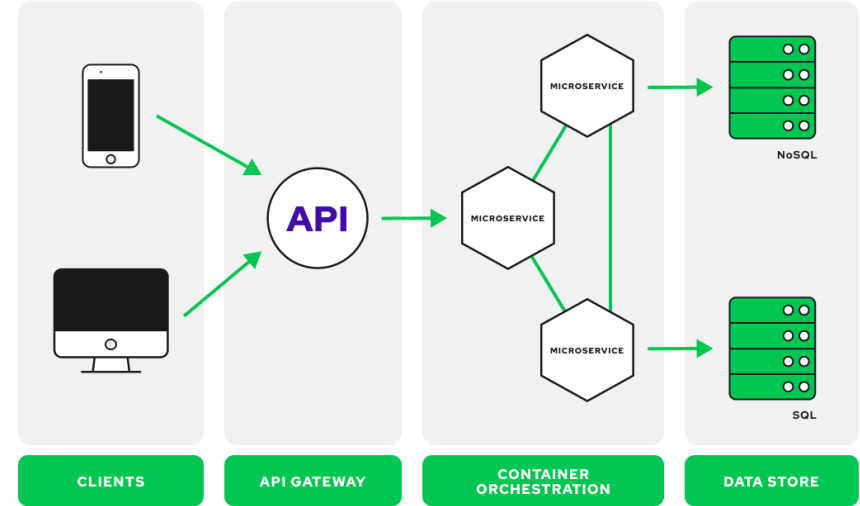 MICROSERVICE
NoSQL
API
MICROSERVICE
MICROSERVICE
SQL
CLIENTS
API GATEWAY
CONTAINER
ORCHESTRATION
DATA STORE